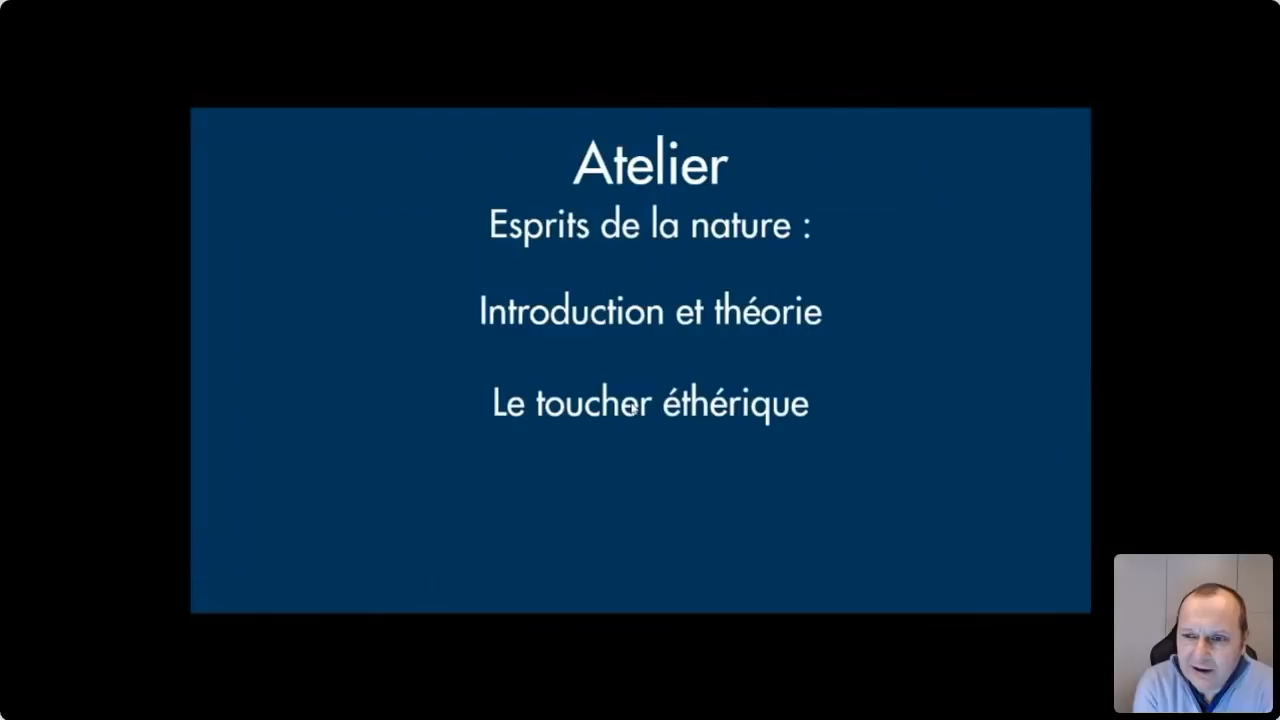 Atelier
Esprits de la nature :
Introduction et théorie
Le toucher éthérique